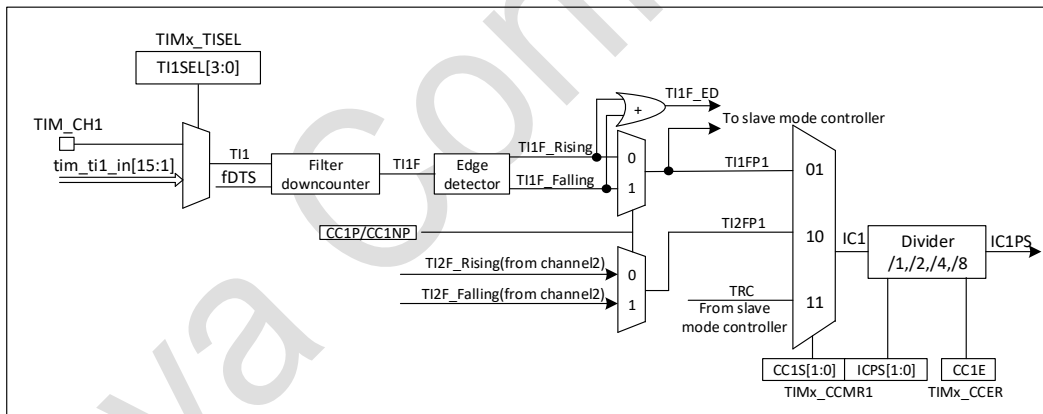 TIMx_TISEL
TI1SEL[3:0]
TI1F_ED
+
To slave mode controller
TIM_CH1
tim_ti1_in[15:1]
TI1
fDTS
Filter
downcounter
TI1F
Edge
detector
TI1F_Rising
TI1F_Falling
0
1
TI1FP1
01
CC1P/CC1NP
TI2FP1
10
IC1
Divider
/1,/2,/4,/8
IC1PS
TI2F_Rising(from channel2)
TI2F_Falling(from channel2)
0
1
TRC
From slave
mode controller
11
CC1S[1:0]
ICPS[1:0]
CC1E
TIMx_CCMR1
TIMx_CCER